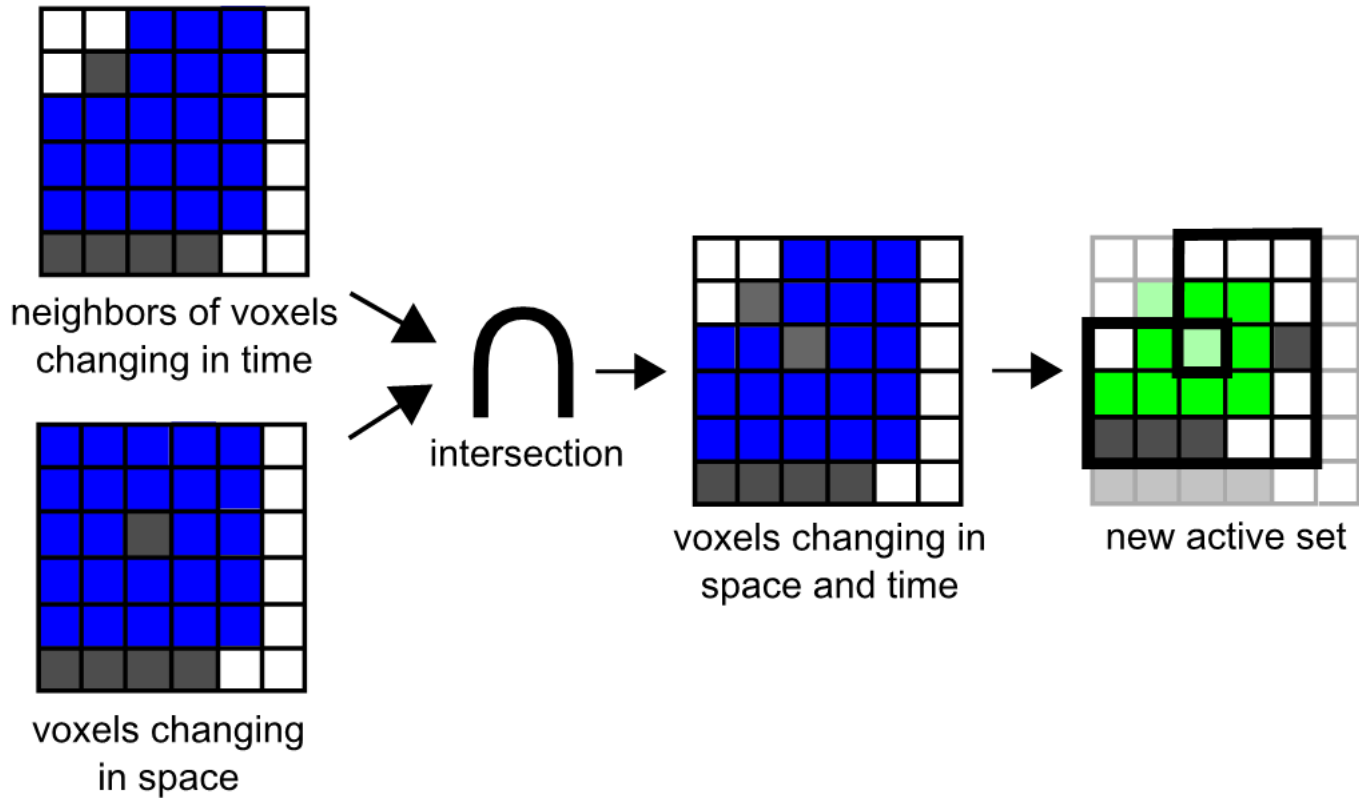 neighbors of voxels
changing in time
intersection
voxels changing
in space
voxels changing in
space and time
new active set